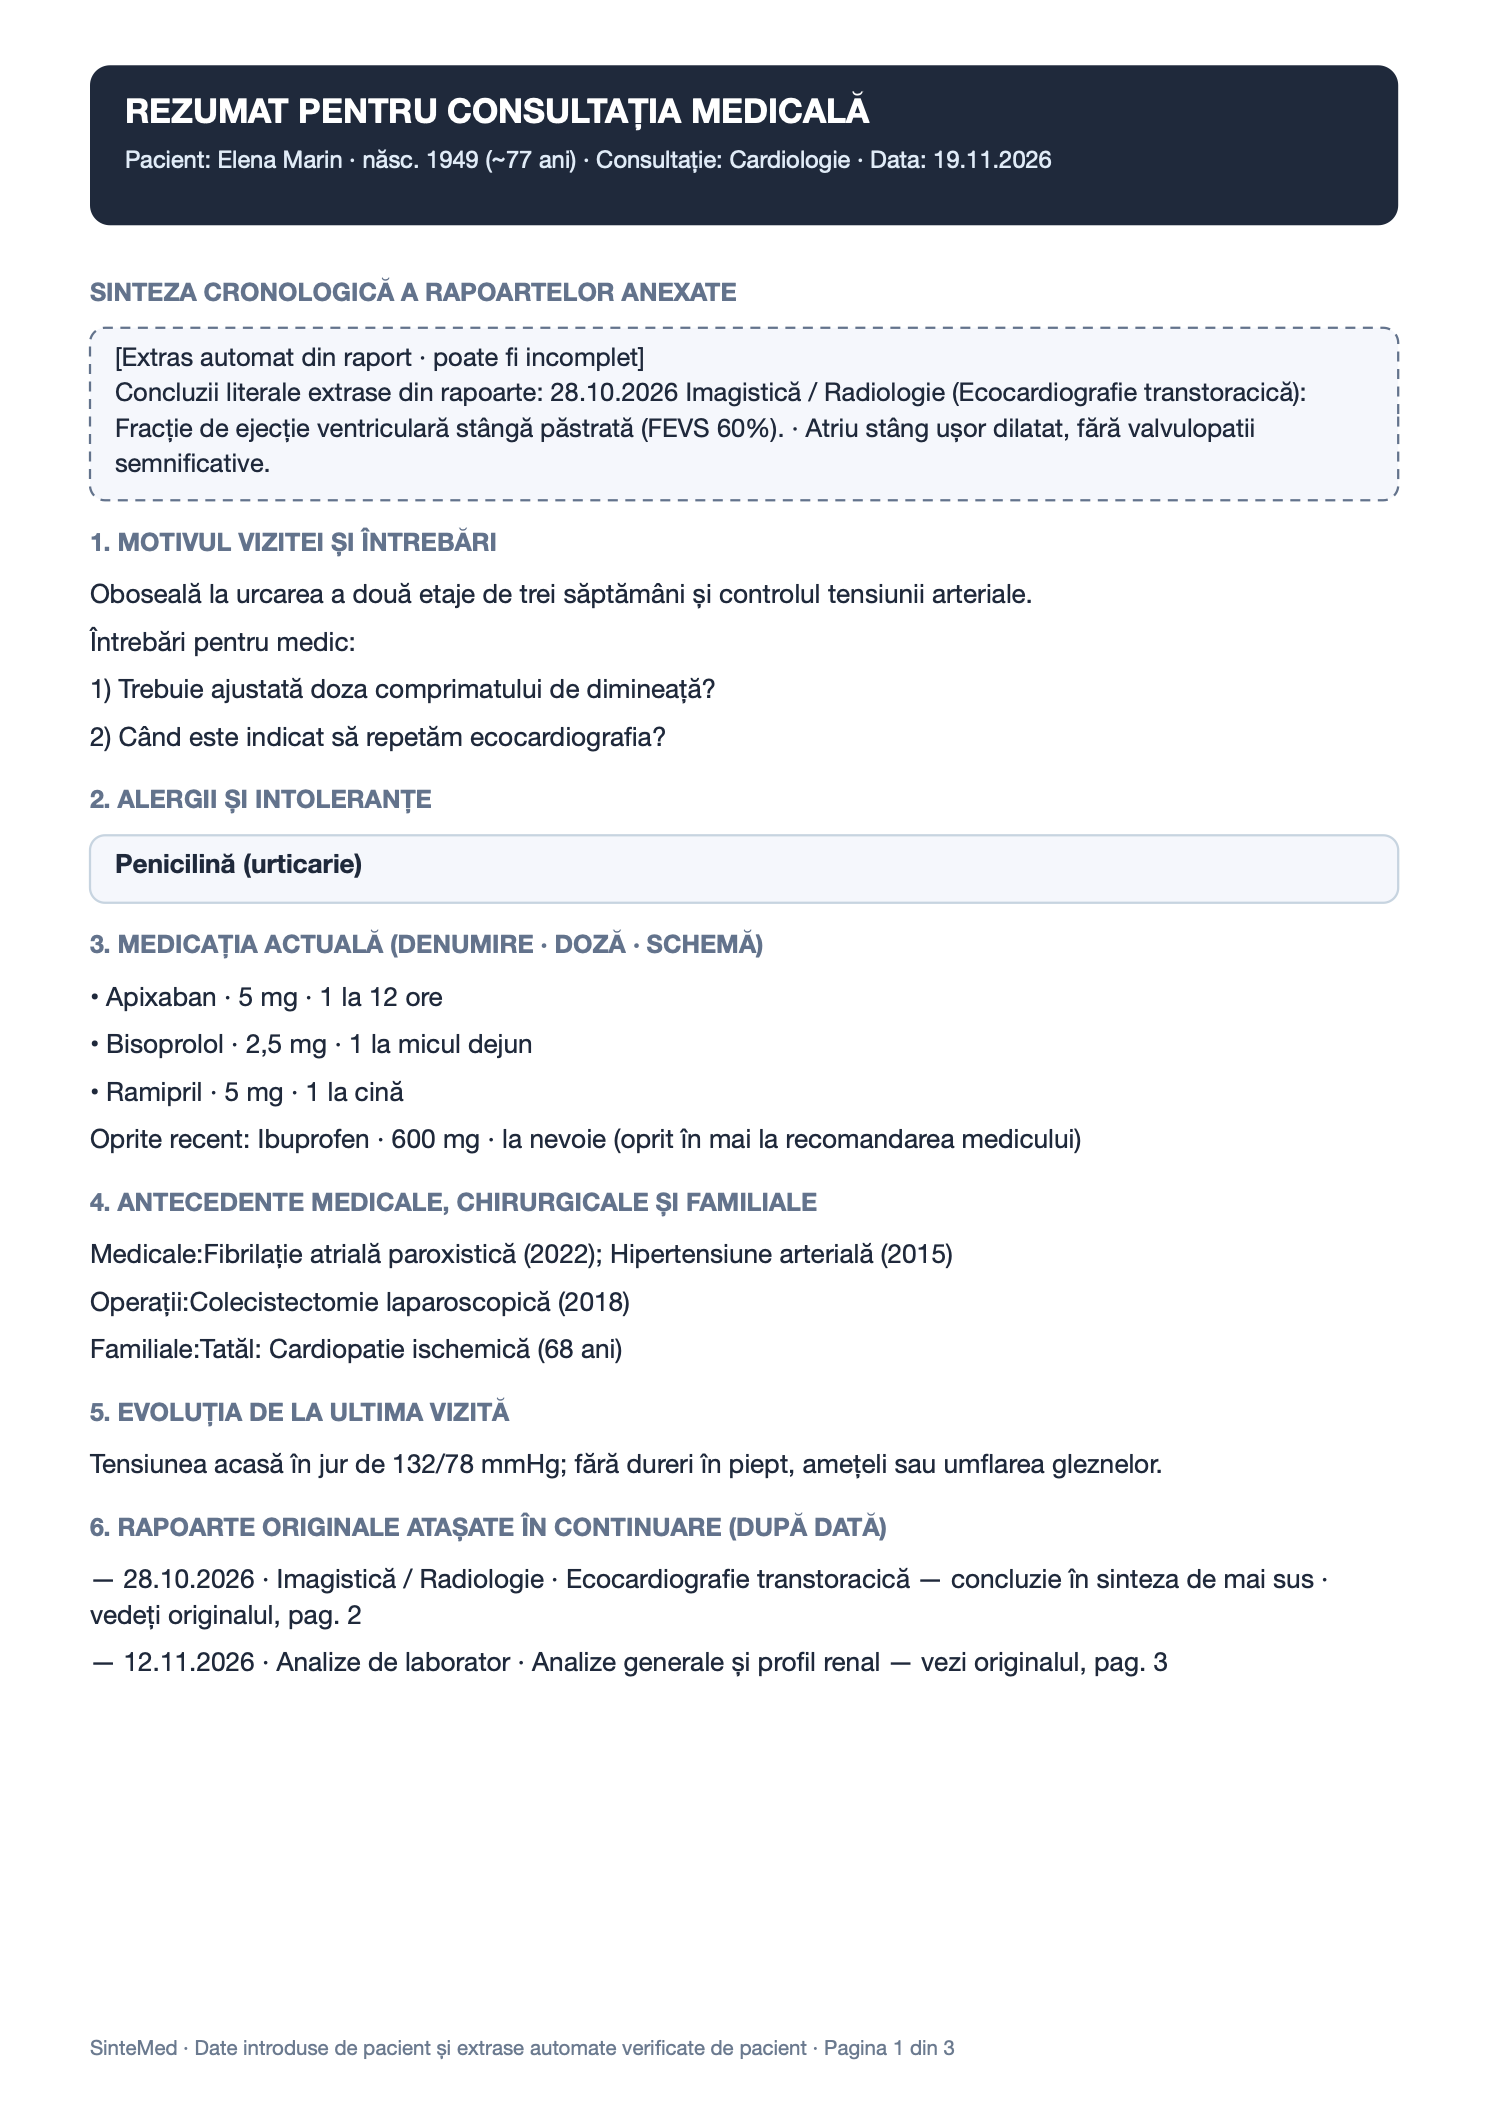 REZUMAT PENTRU CONSULTAȚIA MEDICALĂ
Pacient: Elena Marin · născ. 1949 (~77 ani) · Consultație: Cardiologie · Data: 19.11.2026
SINTEZA CRONOLOGICĂ A RAPOARTELOR ANEXATE
[Extras automat din raport · poate fi incomplet]
Concluzii literale extrase din rapoarte: 28.10.2026 Imagistică / Radiologie (Ecocardiografie transtoracică):
Fracție de ejecție ventriculară stângă păstrată (FEVS 60%). · Atriu stâng ușor dilatat, fără valvulopatii
semnificative.
1. MOTIVUL VIZITEI ȘI ÎNTREBĂRI
Oboseală la urcarea a două etaje de trei săptămâni și controlul tensiunii arteriale.
Întrebări pentru medic:
1) Trebuie ajustată doza comprimatului de dimineață?
2) Când este indicat să repetăm ecocardiografia?
2. ALERGII ȘI INTOLERANȚE
Penicilină (urticarie)
3. MEDICAȚIA ACTUALĂ (DENUMIRE · DOZĂ · SCHEMĂ)
• Apixaban · 5 mg · 1 la 12 ore
• Bisoprolol · 2,5 mg · 1 la micul dejun
• Ramipril · 5 mg · 1 la cină
Oprite recent: Ibuprofen · 600 mg · la nevoie (oprit în mai la recomandarea medicului)
4. ANTECEDENTE MEDICALE, CHIRURGICALE ȘI FAMILIALE
Medicale:Fibrilație atrială paroxistică (2022); Hipertensiune arterială (2015)
Operații:Colecistectomie laparoscopică (2018)
Familiale:Tatăl: Cardiopatie ischemică (68 ani)
5. EVOLUȚIA DE LA ULTIMA VIZITĂ
Tensiunea acasă în jur de 132/78 mmHg; fără dureri în piept, amețeli sau umflarea gleznelor.
6. RAPOARTE ORIGINALE ATAȘATE ÎN CONTINUARE (DUPĂ DATĂ)
— 28.10.2026 · Imagistică / Radiologie · Ecocardiografie transtoracică — concluzie în sinteza de mai sus ·
vedeți originalul, pag. 2
— 12.11.2026 · Analize de laborator · Analize generale și profil renal — vezi originalul, pag. 3
SinteMed · Date introduse de pacient și extrase automate verificate de pacient · Pagina 1 din 3